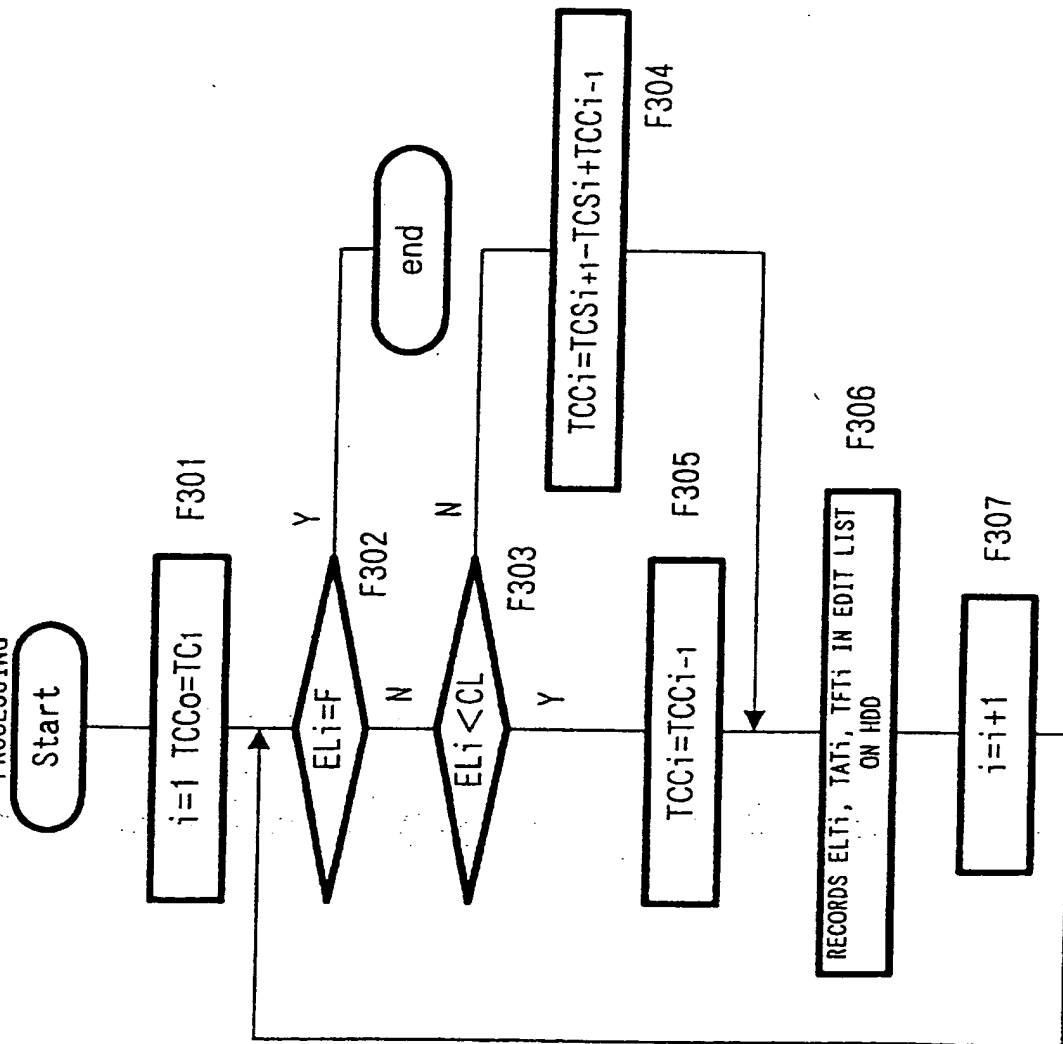 Start
i=1 TCC0=TC1
F301
ELi=F
Y
F302
end
N
ELi<CL
N
F303
TCCi=TCSi+1-TCSi+TCCi-1
F304
Y
TCCi=TCCi-1
F305
RECORDS ELTi, TATi, TFTi IN EDIT LIST
ON HDD
F306
i=i+1
F307